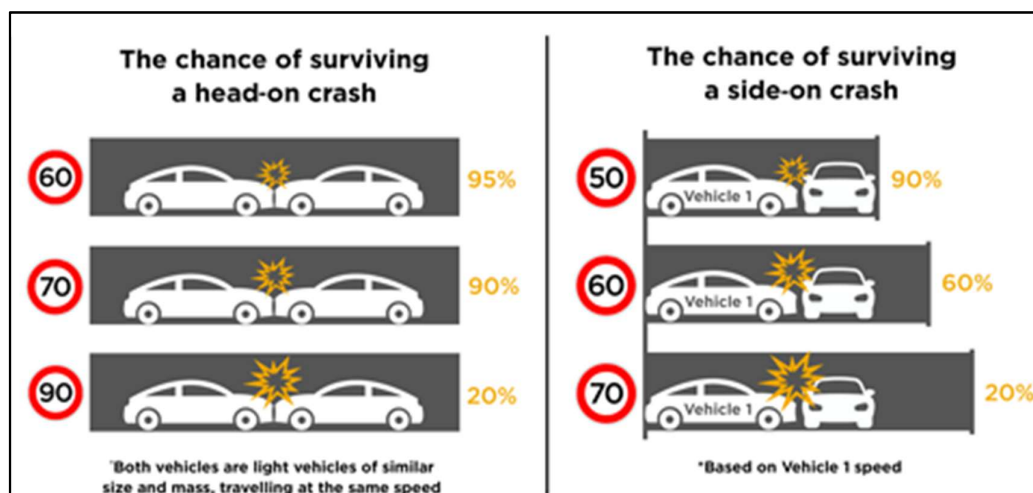 The chance of surviving
a head-on crash
60
95%
70
90%
90
20%
*Both vehicles are light vehicles of similar
size and mass, travelling at the same speed
The chance of surviving
a side-on crash
50
Vehicle 1
90%
60
Vehicle 1
60%
70
Vehicle 1
20%
*Based on Vehicle 1 speed